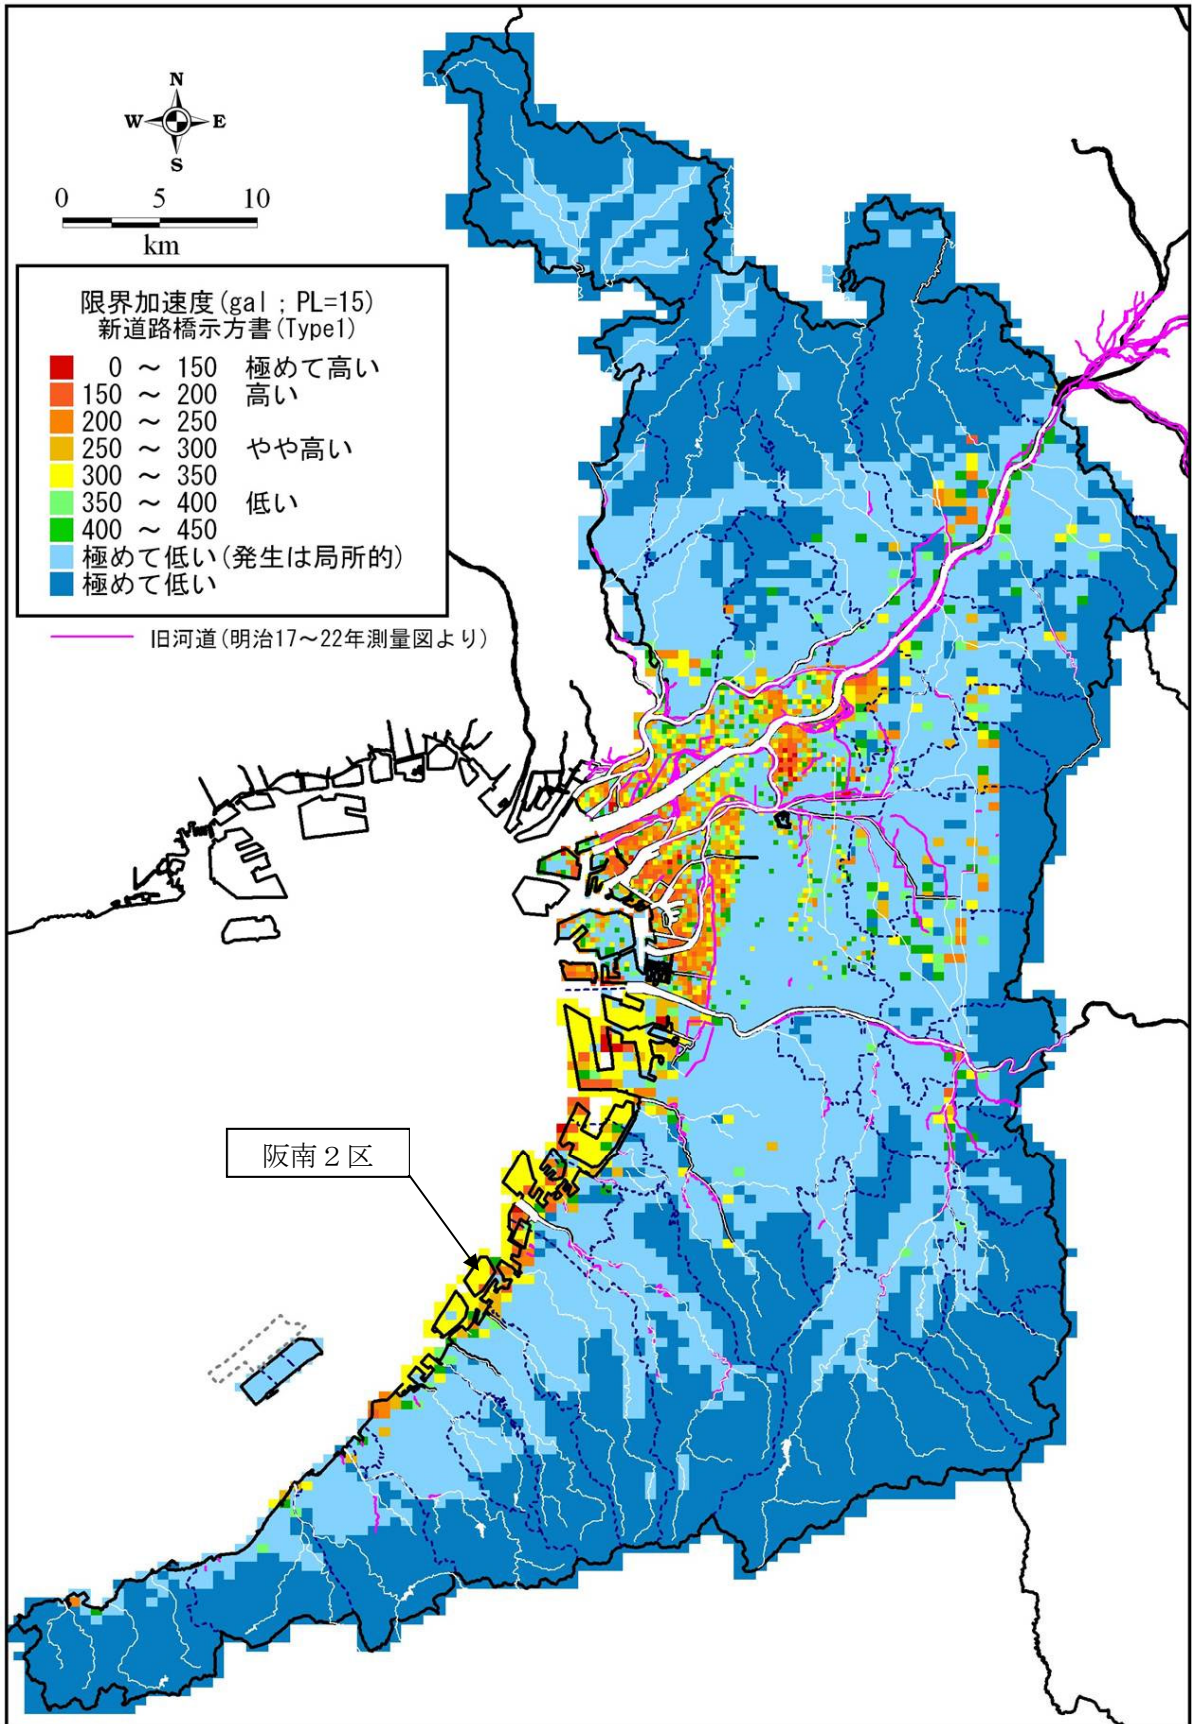 N
W E
S
0 5 10
km
限界加速度(gal ; PL=15)
新道路橋示方書(Type1)
0 ～ 150 極めて高い
150 ～ 200 高い
200 ～ 250
250 ～ 300 やや高い
300 ～ 350
350 ～ 400 低い
400 ～ 450
極めて低い(発生は局所的)
極めて低い
旧河道(明治17～22年測量図より)
阪南２区